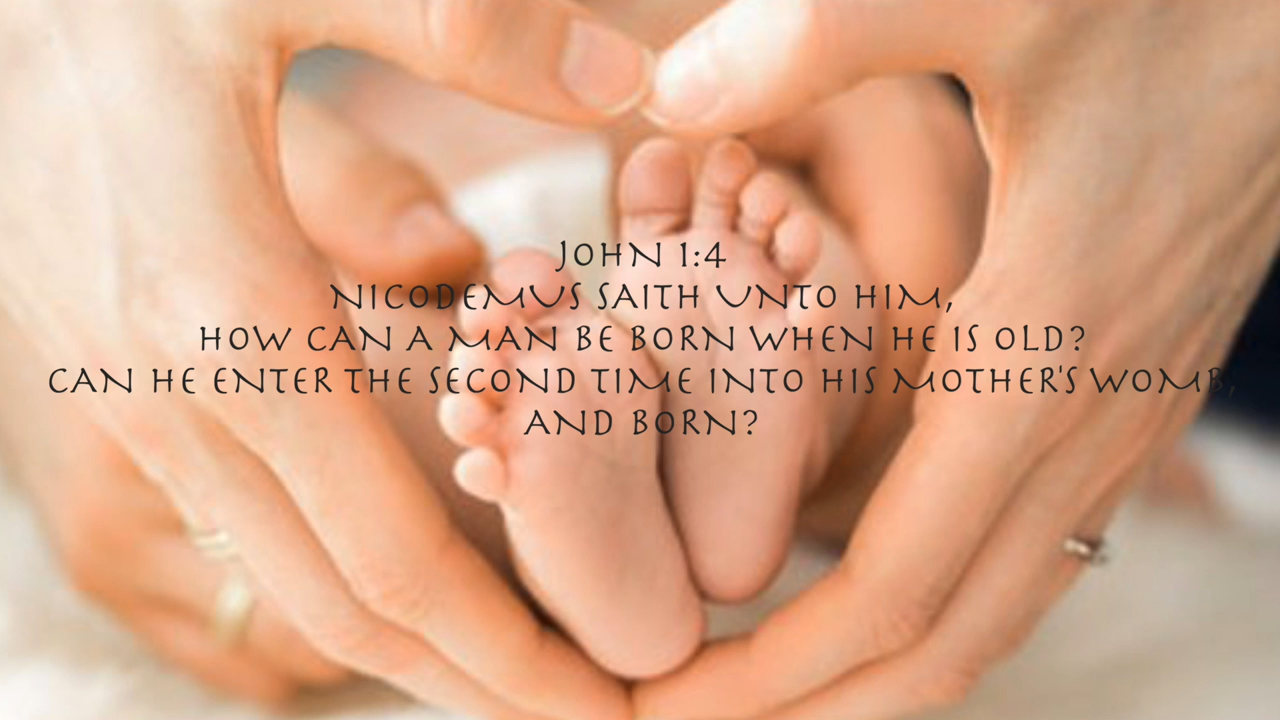 JOHN 1:4
NICODEMUS SAITH UNTO HIM,
HOW CAN A MAN BE BORN WHEN HE IS OLD?
CAN HE ENTER THE SECOND TIME INTO HIS MOTHER'S WOMB,
AND BORN?